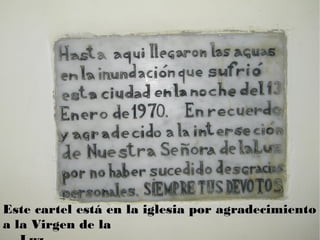 Hasta aqui llegaron las aguas
en la inundación que sufrió
esta ciudad en la noche del 13
Enero de 1970. En recuerdo
y agradecido a la interseción
de Nuestra Señora de la Luz
por no haber sucedido desgracias
personales. SIEMPRE TUS DEVOTOS
Este cartel está en la iglesia por agradecimiento
a la Virgen de la
Luz